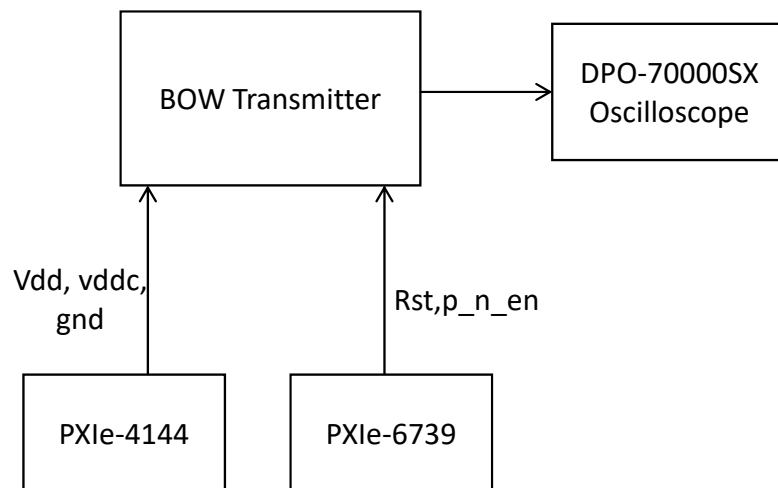 BOW Transmitter
DPO-70000SX
Oscilloscope
Vdd, vddc,
gnd
Rst,p_n_en
PXIe-4144
PXIe-6739